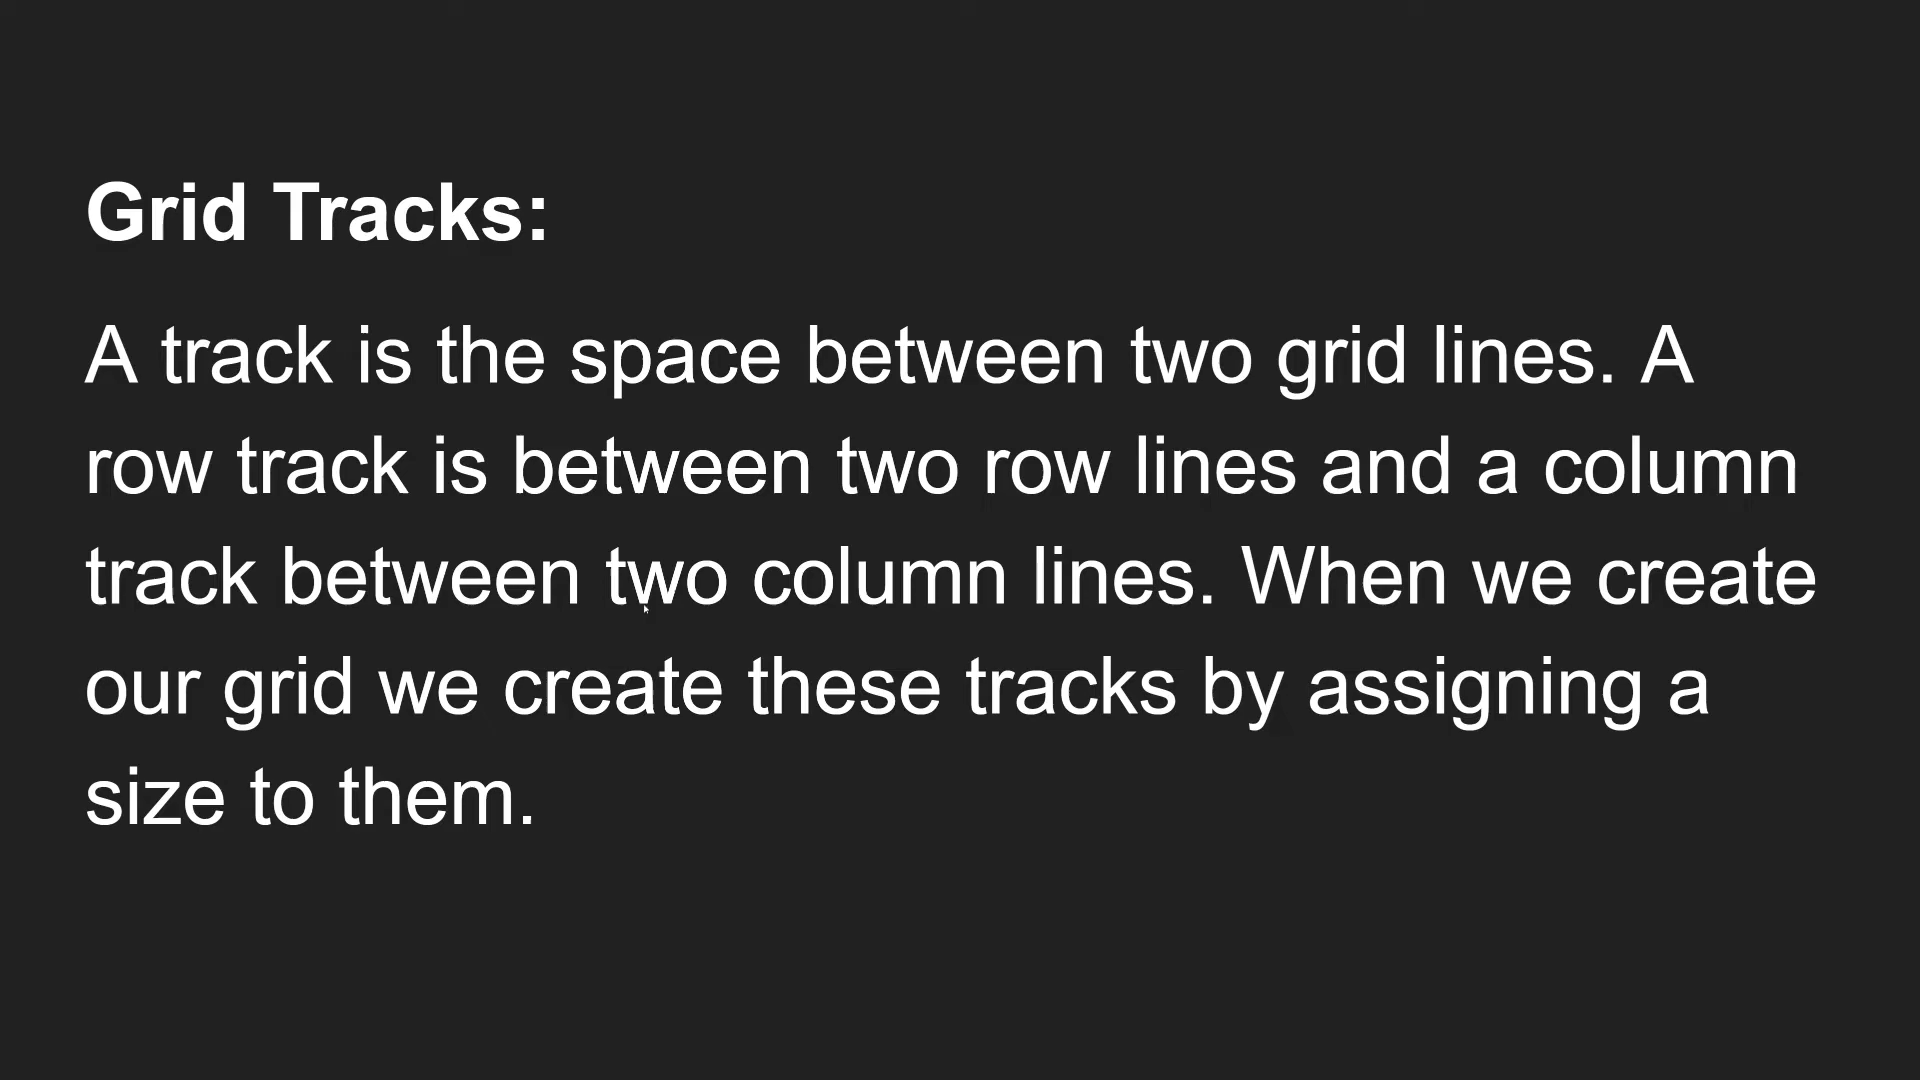 Grid Tracks:
A track is the space between two grid lines. A
row track is between two row lines and a column
track between two column lines. When we create
our grid we create these tracks by assigning a
size to them.